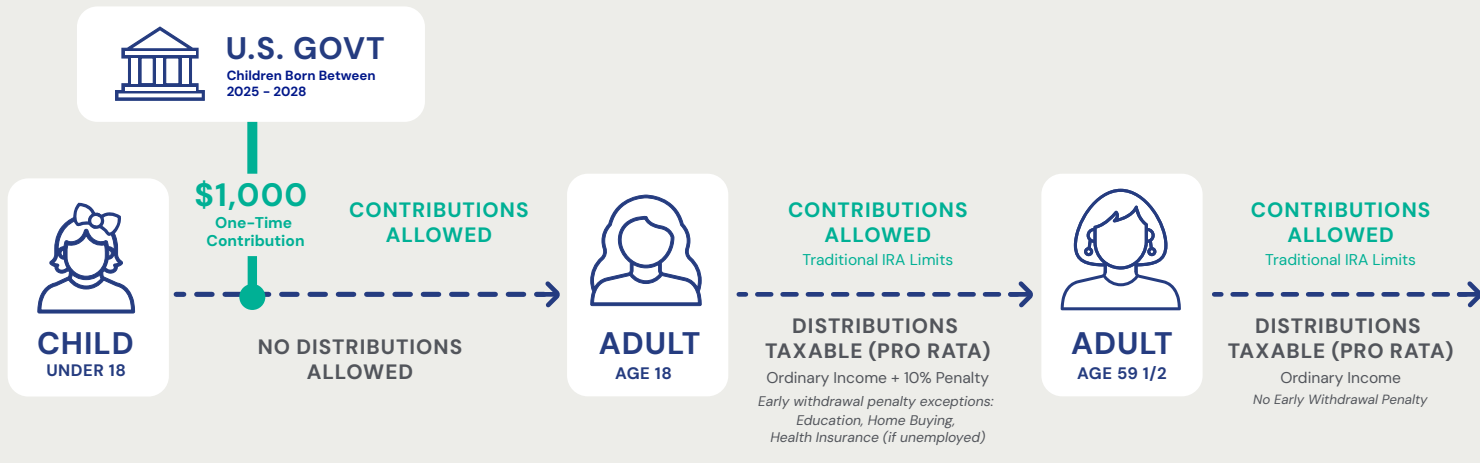 U.S. GOVT
Children Born Between
2025 - 2028
$1,000
One-Time
Contribution
CONTRIBUTIONS
ALLOWED
NO DISTRIBUTIONS
ALLOWED
CHILD
UNDER 18
ADULT
AGE 18
CONTRIBUTIONS
ALLOWED
Traditional IRA Limits
DISTRIBUTIONS
TAXABLE (PRO RATA)
Ordinary Income + 10% Penalty
Early withdrawal penalty exceptions:
Education, Home Buying,
Health Insurance (if unemployed)
ADULT
AGE 59 1/2
CONTRIBUTIONS
ALLOWED
Traditional IRA Limits
DISTRIBUTIONS
TAXABLE (PRO RATA)
Ordinary Income
No Early Withdrawal Penalty